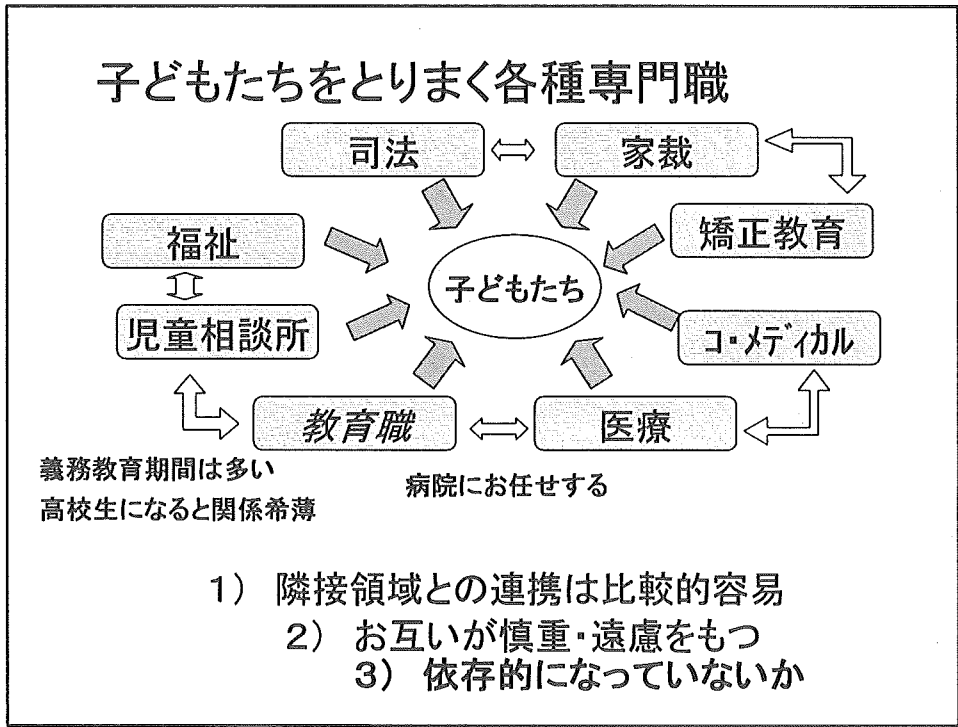 子どもたちをとりまく各種専門職
司法
家裁
福祉
矯正教育
子どもたち
児童相談所
コ・メディカル
教育職
医療
義務教育期間は多い
高校生になると関係希薄
病院にお任せする
1） 隣接領域との連携は比較的容易
2） お互いが慎重・遠慮をもつ
3） 依存的になっていないか